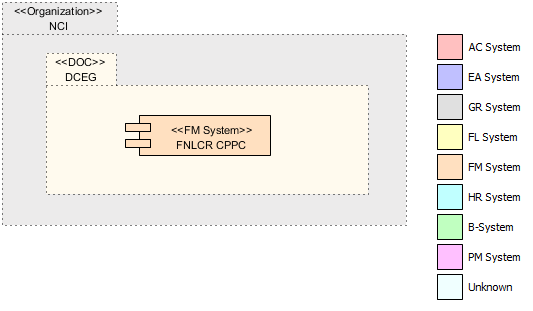 <<Organization>>
NCI
<<DOC>>
DCEG
<<FM System>>
FNLCR CPPC
AC System
EA System
GR System
FL System
FM System
HR System
B-System
PM System
Unknown